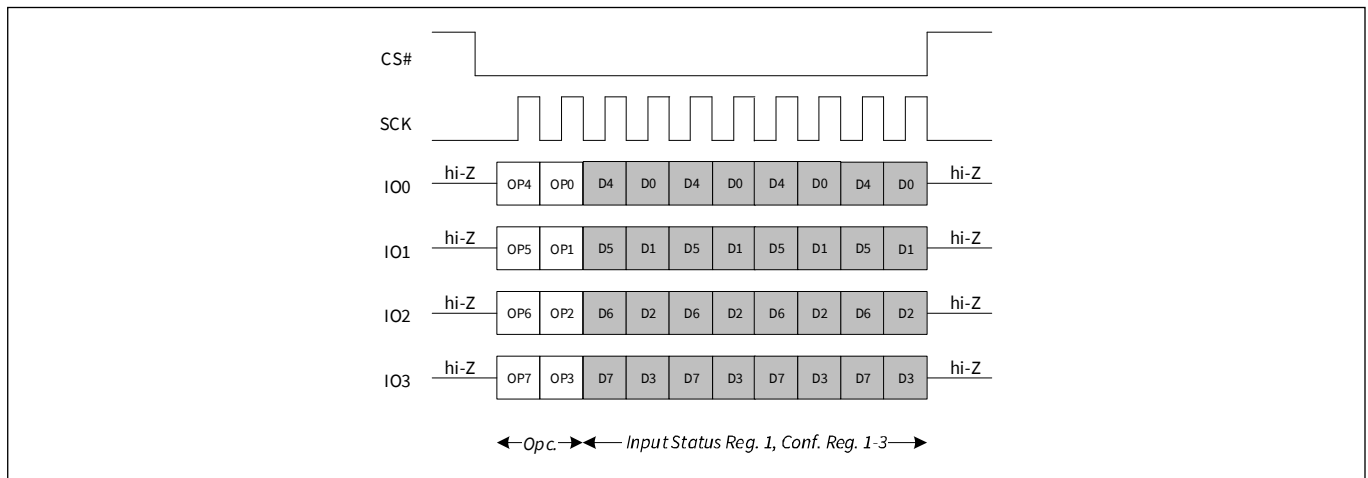 CS#
SCK
IO0 hi-Z OP4 OP0 D4 D0 D4 D0 D4 D0 D4 D0 hi-Z
IO1 hi-Z OP5 OP1 D5 D1 D5 D1 D5 D1 D5 D1 hi-Z
IO2 hi-Z OP6 OP2 D6 D2 D6 D2 D6 D2 D6 D2 hi-Z
IO3 hi-Z OP7 OP3 D7 D3 D7 D3 D7 D3 D7 D3 hi-Z
Opc. Input Status Reg. 1, Conf. Reg. 1-3